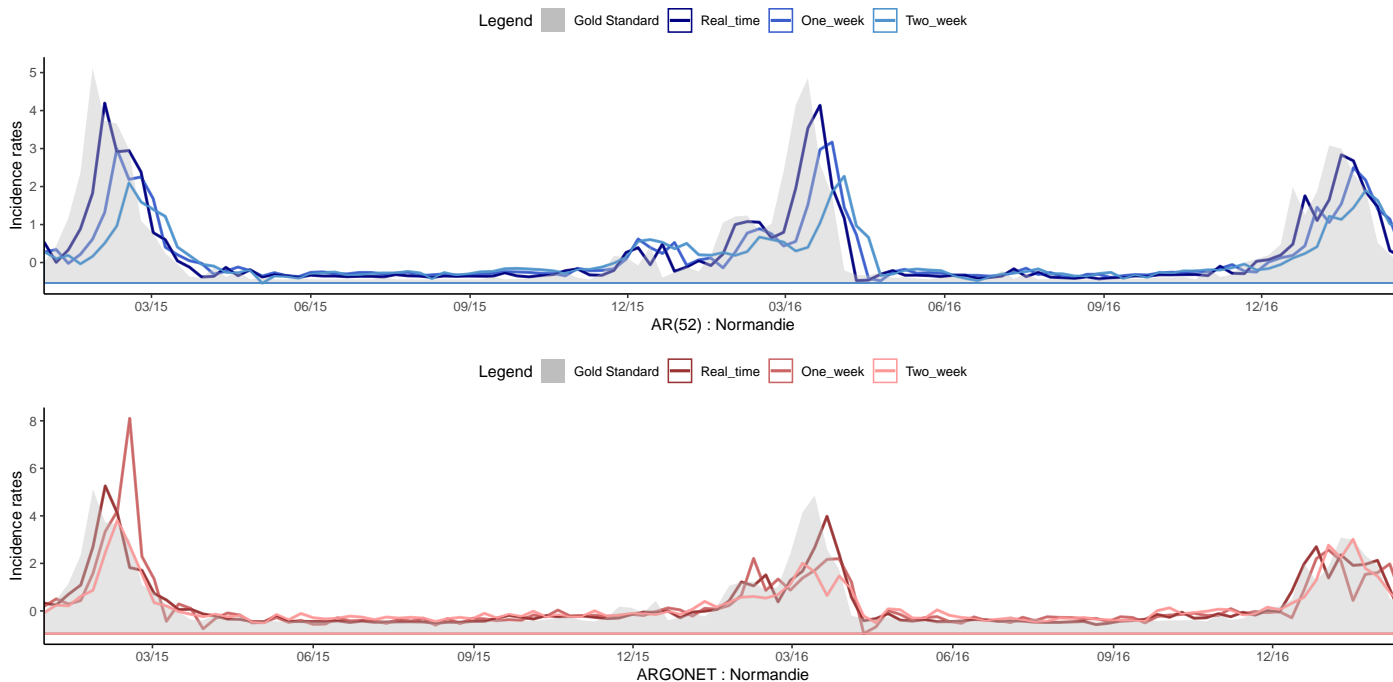 Legend Gold Standard Real_time One_week Two_week
Incidence rates
5
4
3
2
1
0
03/15 06/15 09/15 12/15 03/16 06/16 09/16 12/16
AR(52) : Normandie
Legend Gold Standard Real_time One_week Two_week
Incidence rates
8
6
4
2
0
03/15 06/15 09/15 12/15 03/16 06/16 09/16 12/16
ARGONET : Normandie